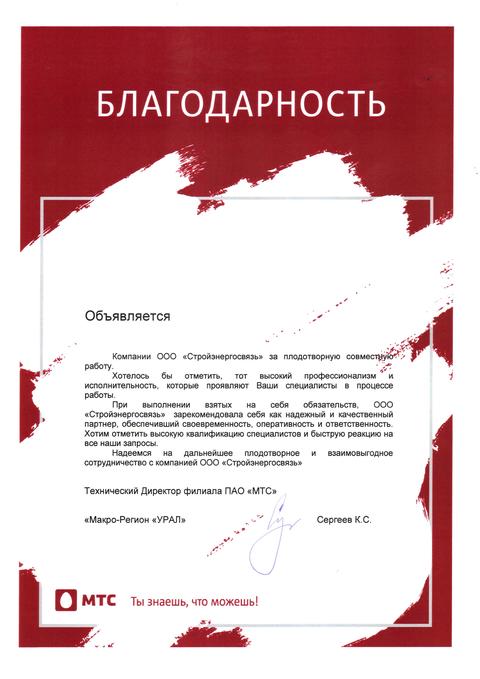 БЛАГОДАРНОСТЬ
Объявляется
Компании ООО «Стройэнергосвязь» за плодотворную совместную
работу.
Хотелось бы отметить, тот высокий профессионализм и
исполнительность, которые проявляют Ваши специалисты в процессе
работы.
При выполнении взятых на себя обязательств, ООО
«Стройэнергосвязь» зарекомендовала себя как надежный и качественный
партнер, обеспечивший своевременность, оперативность и ответственность.
Хотим отметить высокую квалификацию специалистов и быструю реакцию на
все наши запросы.
Надеемся на дальнейшее плодотворное и взаимовыгодное
сотрудничество с компанией ООО «Стройэнергосвязь»
Технический Директор филиала ПАО «МТС»
«Макро-Регион «УРАЛ» Сергеев К.С.
МТС Ты знаешь, что можешь!